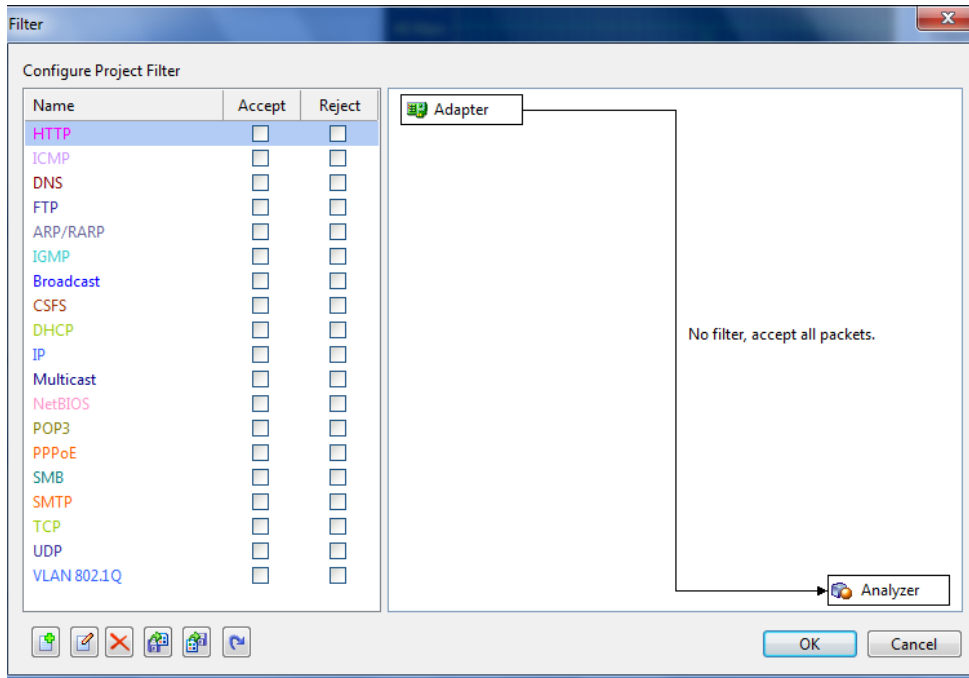 Filter
Configure Project Filter
Name Accept Reject
HTTP
ICMP
DNS
FTP
ARP/RARP
IGMP
Broadcast
CSFS
DHCP
IP
Multicast
NetBIOS
POP3
PPPoE
SMB
SMTP
TCP
UDP
VLAN 802.1Q
Adapter
No filter, accept all packets.
Analyzer
OK Cancel